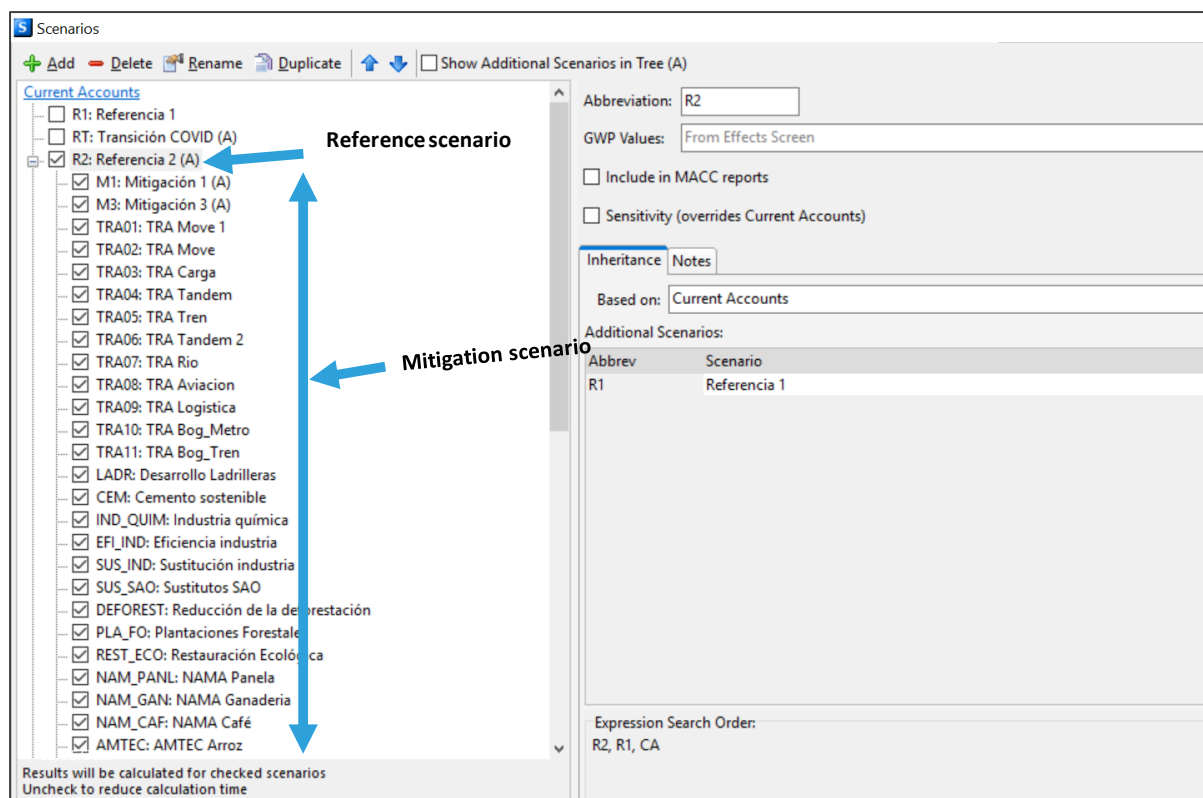 Scenarios
Add Delete Rename Duplicate Show Additional Scenarios in Tree (A)
Current Accounts
R1: Referencia 1
RT: Transición COVID (A)
R2: Referencia 2 (A)
M1: Mitigación 1 (A)
M3: Mitigación 3 (A)
TRA01: TRA Move 1
TRA02: TRA Move
TRA03: TRA Carga
TRA04: TRA Tandem
TRA05: TRA Tren
TRA06: TRA Tandem 2
TRA07: TRA Rio
TRA08: TRA Aviacion
TRA09: TRA Logistica
TRA10: TRA Bog_Metro
TRA11: TRA Bog_Tren
LADR: Desarrollo Ladrilleras
CEM: Cemento sostenible
IND_QUIM: Industria química
EFI_IND: Eficiencia industria
SUS_IND: Sustitución industria
SUS_SAO: Sustitutos SAO
DEFOREST: Reducción de la deforestación
PLA_FO: Plantaciones Forestale
REST_ECO: Restauración Ecológica
NAM_PANL: NAMA Panela
NAM_GAN: NAMA Ganaderia
NAM_CAF: NAMA Café
AMTEC: AMTEC Arroz
Results will be calculated for checked scenarios
Uncheck to reduce calculation time
Reference scenario
Mitigation scenario
Abbreviation: R2
GWP Values: From Effects Screen
Include in MACC reports
Sensitivity (overrides Current Accounts)
Inheritance Notes
Based on: Current Accounts
Additional Scenarios:
Abbrev Scenario
R1 Referencia 1
Expression Search Order:
R2, R1, CA